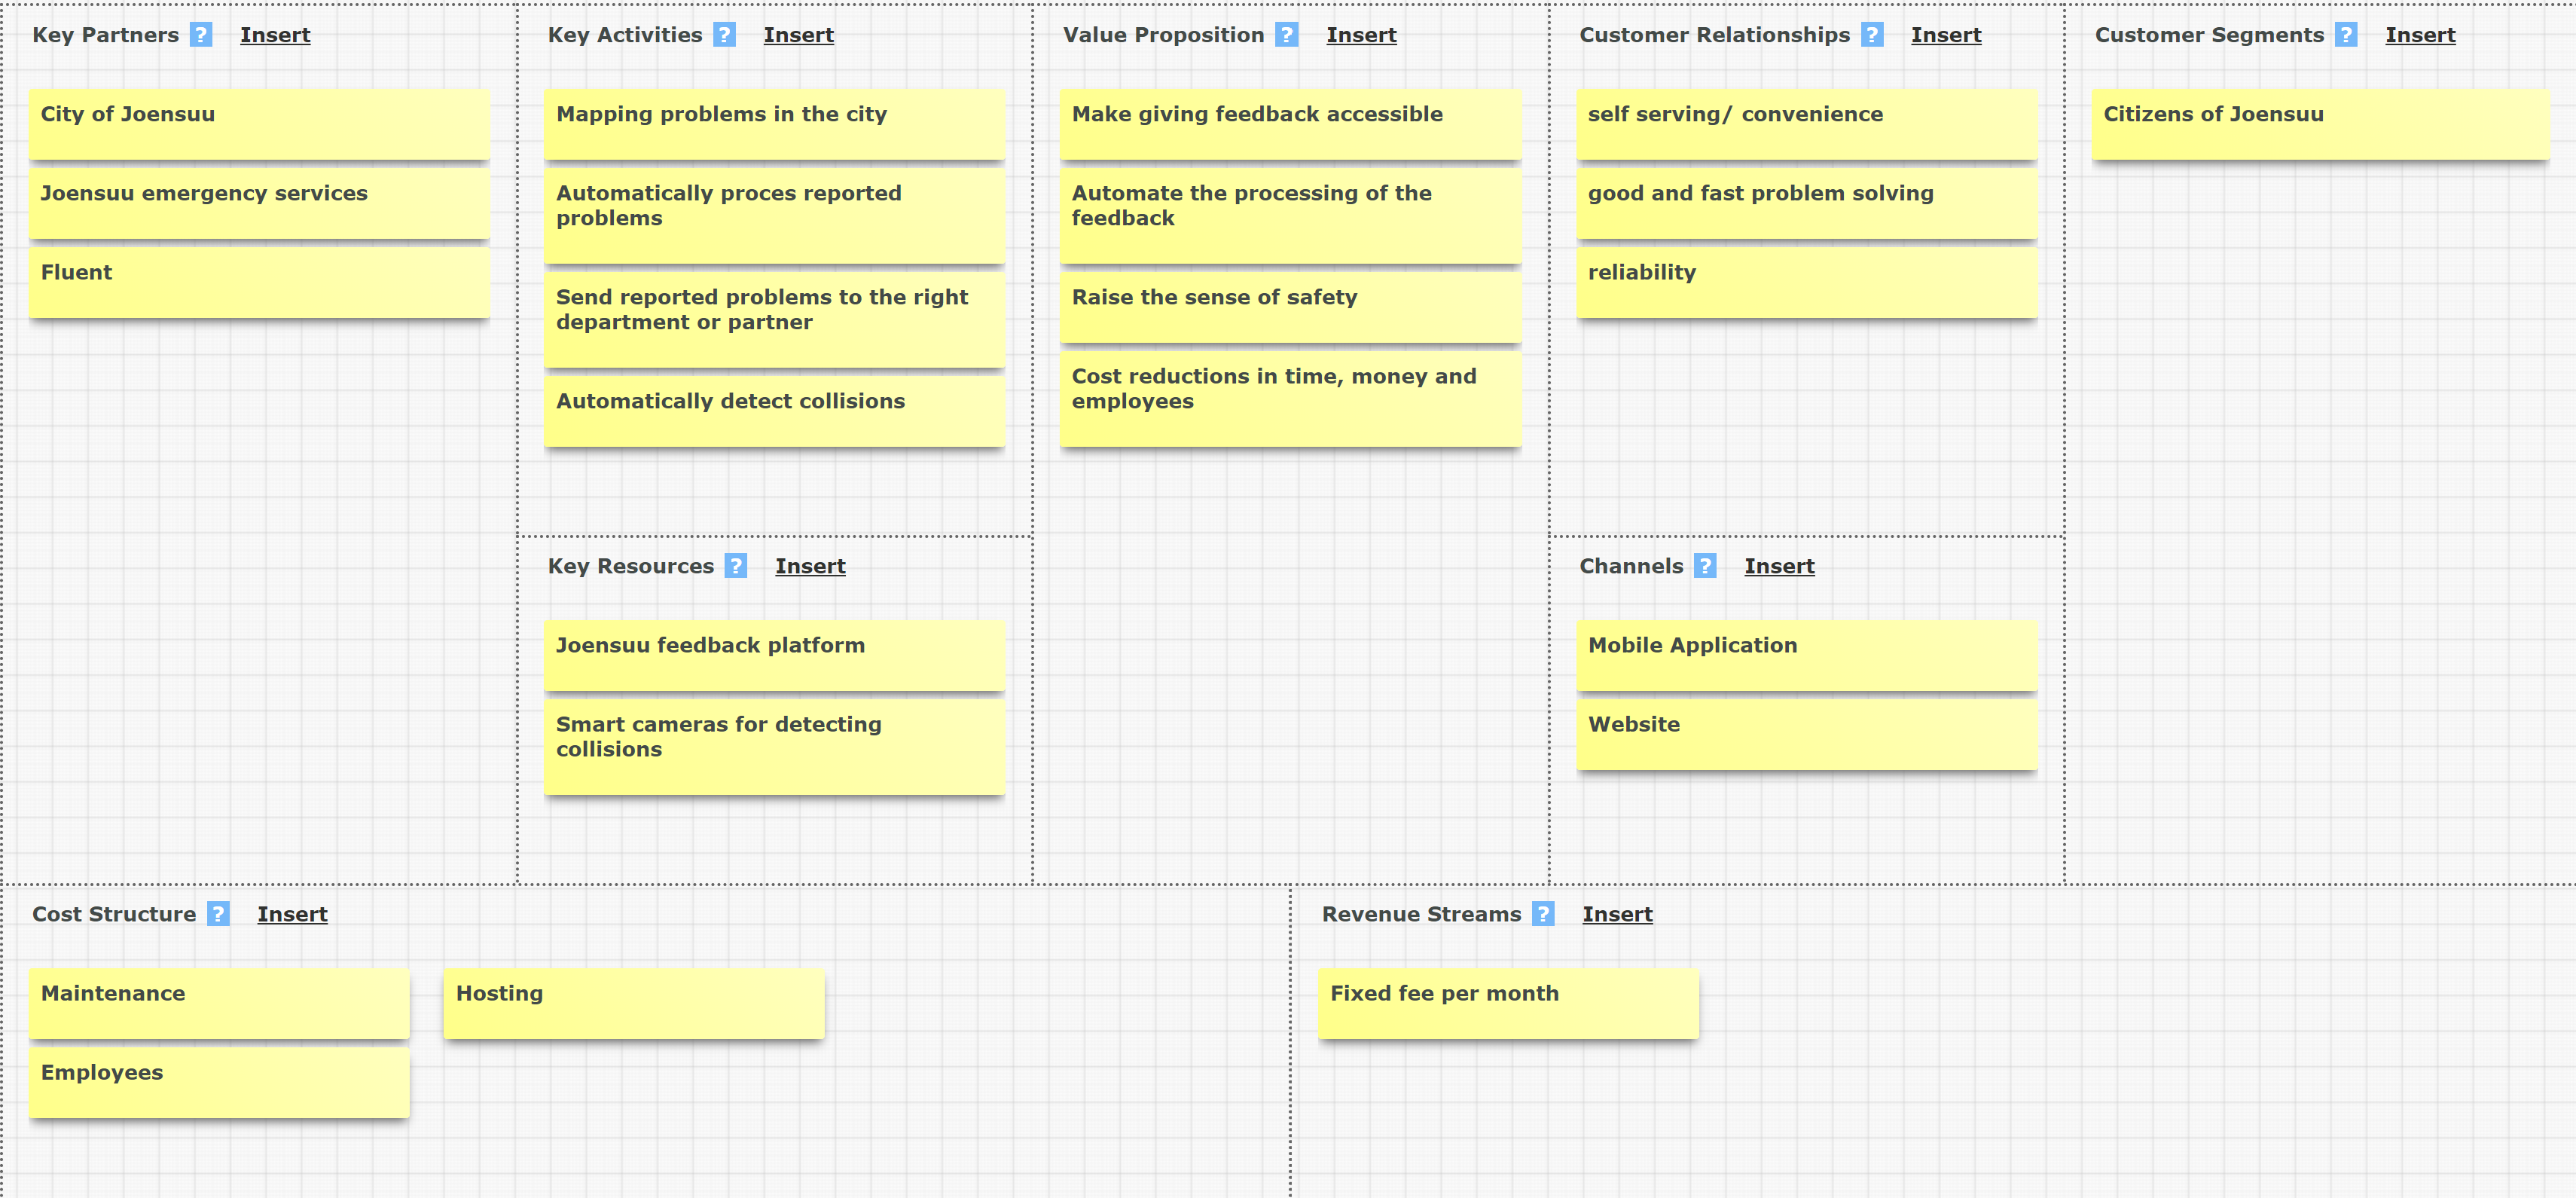 Key Partners ? Insert
City of Joensuu
Joensuu emergency services
Fluent
Key Activities ? Insert
Mapping problems in the city
Automatically proces reported
problems
Send reported problems to the right
department or partner
Automatically detect collisions
Key Resources ? Insert
Joensuu feedback platform
Smart cameras for detecting
collisions
Value Proposition ? Insert
Make giving feedback accessible
Automate the processing of the
feedback
Raise the sense of safety
Cost reductions in time, money and
employees
Customer Relationships ? Insert
self serving/ convenience
good and fast problem solving
reliability
Channels ? Insert
Mobile Application
Website
Customer Segments ? Insert
Citizens of Joensuu
Cost Structure ? Insert
Maintenance
Hosting
Employees
Revenue Streams ? Insert
Fixed fee per month